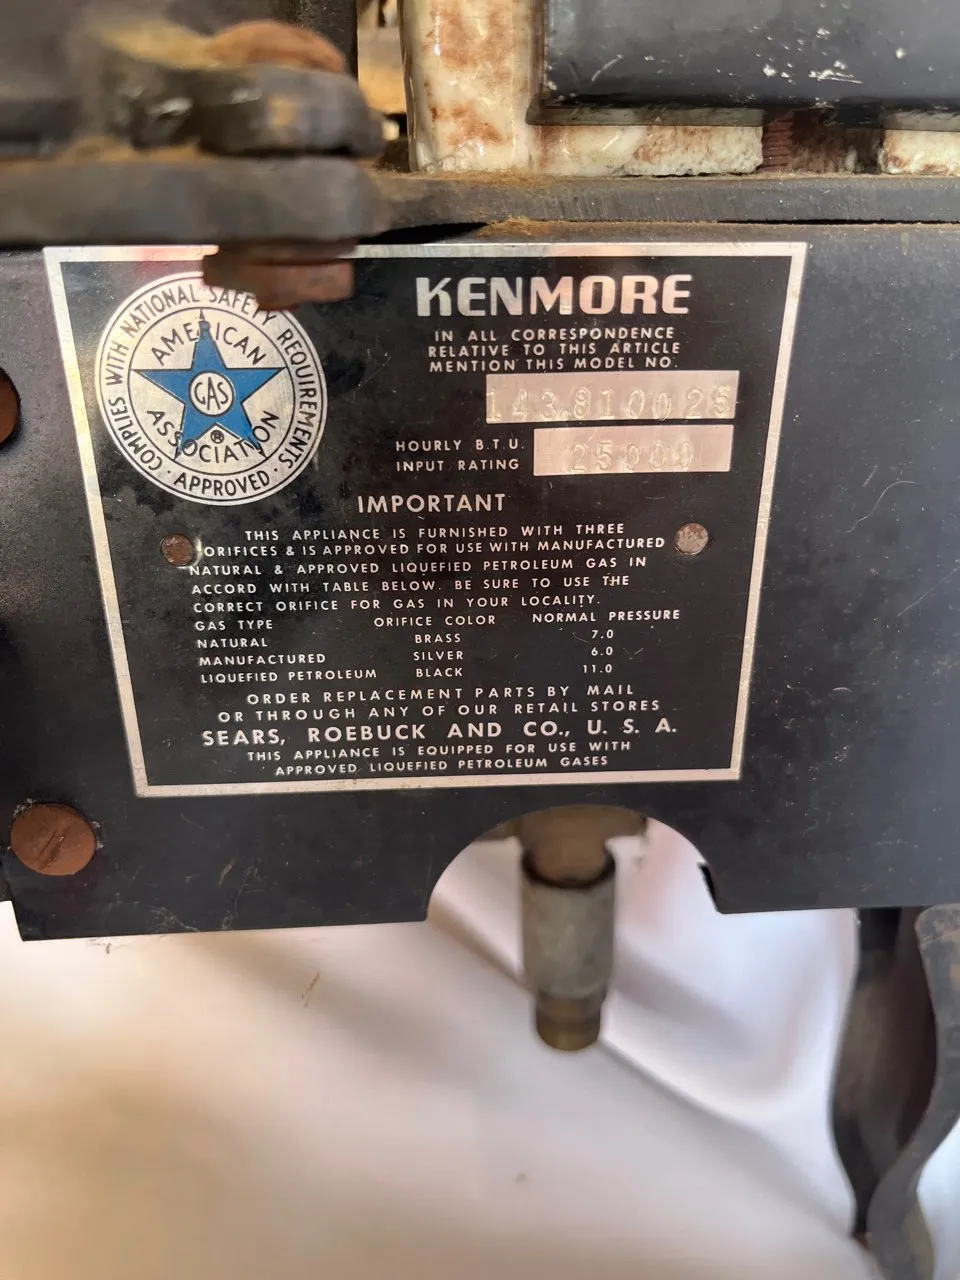 COMPLIES WITH NATIONAL SAFETY REQUIREMENTS
AMERICAN
GAS
ASSOCIATION
®
· APPROVED ·
KENMORE
IN ALL CORRESPONDENCE
RELATIVE TO THIS ARTICLE
MENTION THIS MODEL NO.
143.810025
HOURLY B.T.U.
INPUT RATING 25000
IMPORTANT
THIS APPLIANCE IS FURNISHED WITH THREE
ORIFICES & IS APPROVED FOR USE WITH MANUFACTURED
NATURAL & APPROVED LIQUEFIED PETROLEUM GAS IN
ACCORD WITH TABLE BELOW. BE SURE TO USE THE
CORRECT ORIFICE FOR GAS IN YOUR LOCALITY.
GAS TYPE ORIFICE COLOR NORMAL PRESSURE
NATURAL BRASS 7.0
MANUFACTURED SILVER 6.0
LIQUEFIED PETROLEUM BLACK 11.0
ORDER REPLACEMENT PARTS BY MAIL
OR THROUGH ANY OF OUR RETAIL STORES
SEARS, ROEBUCK AND CO., U. S. A.
THIS APPLIANCE IS EQUIPPED FOR USE WITH
APPROVED LIQUEFIED PETROLEUM GASES